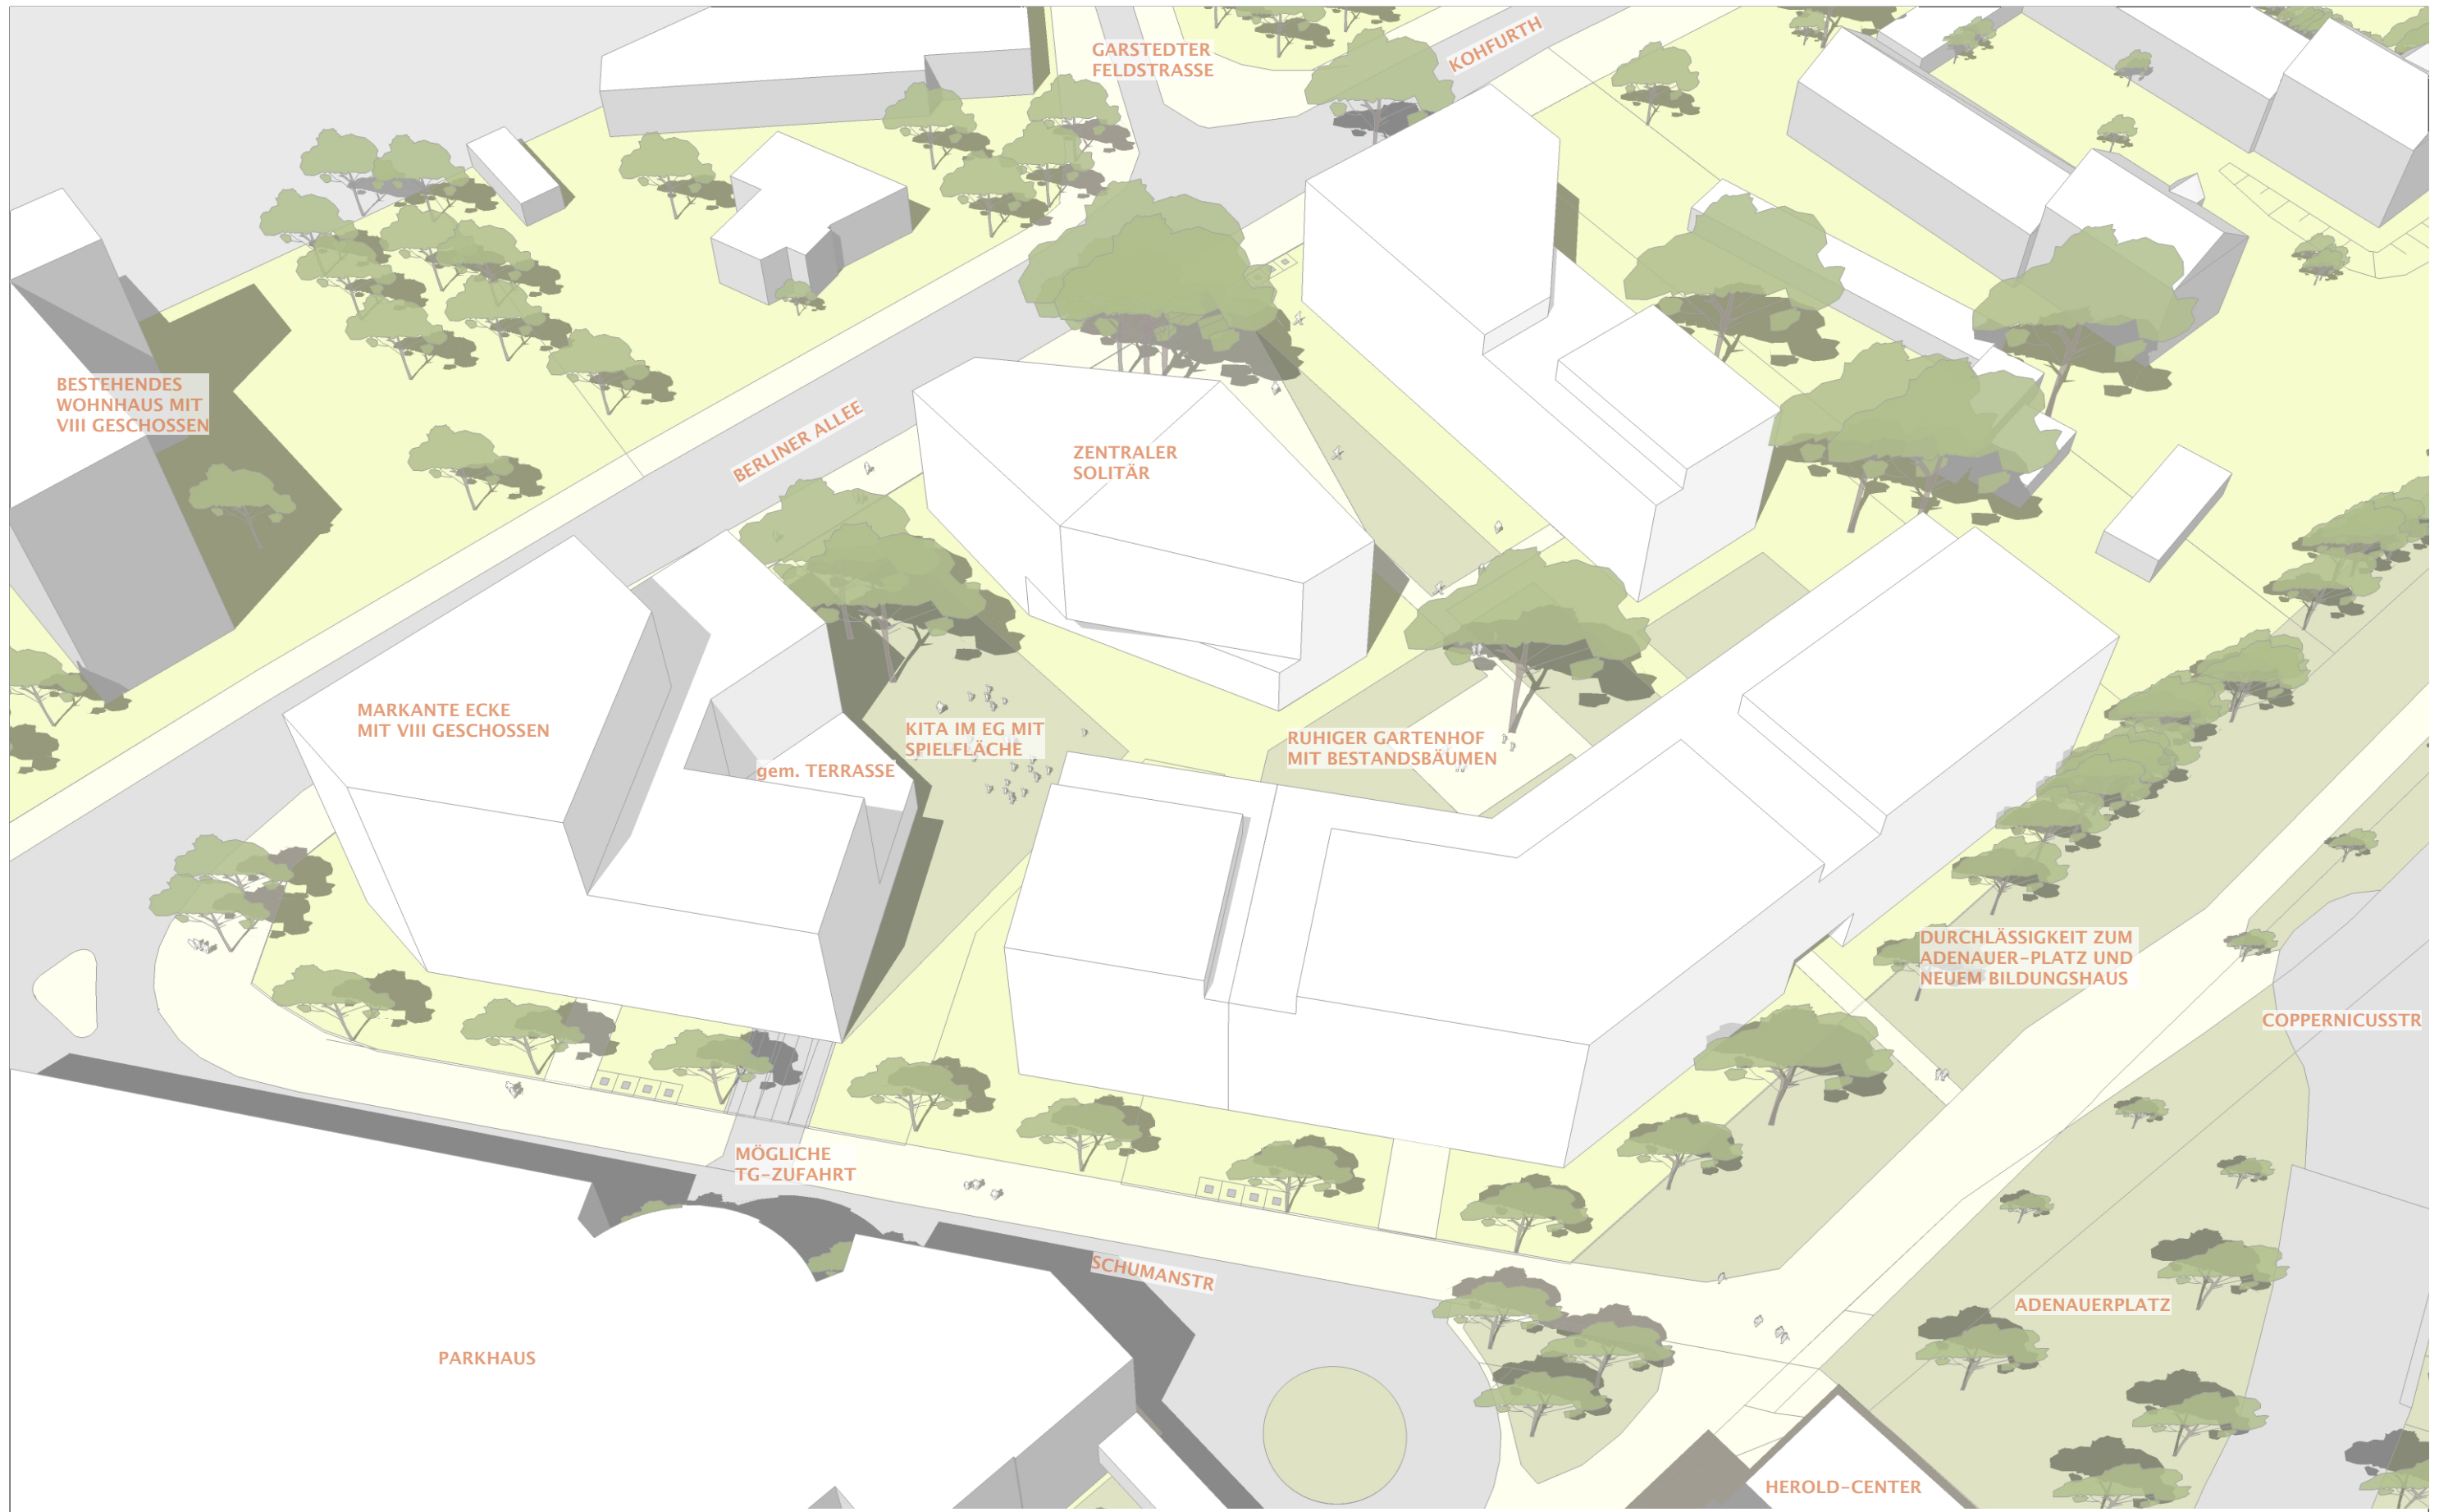 GARSTEDTER
FELDSTRASSE
KOHFURTH
BESTEHENDES
WOHNHAUS MIT
VIII GESCHOSSEN
BERLINER ALLEE
ZENTRALER
SOLITÄR
MARKANTE ECKE
MIT VIII GESCHOSSEN
KITA IM EG MIT
SPIELFLÄCHE
gem. TERRASSE
RUHIGER GARTENHOF
MIT BESTANDSBÄUMEN
DURCHLÄSSIGKEIT ZUM
ADENAUER-PLATZ UND
NEUEM BILDUNGSHAUS
COPPERNICUSSTR
MÖGLICHE
TG-ZUFAHRT
SCHUMANSTR
ADENAUERPLATZ
PARKHAUS
HEROLD-CENTER